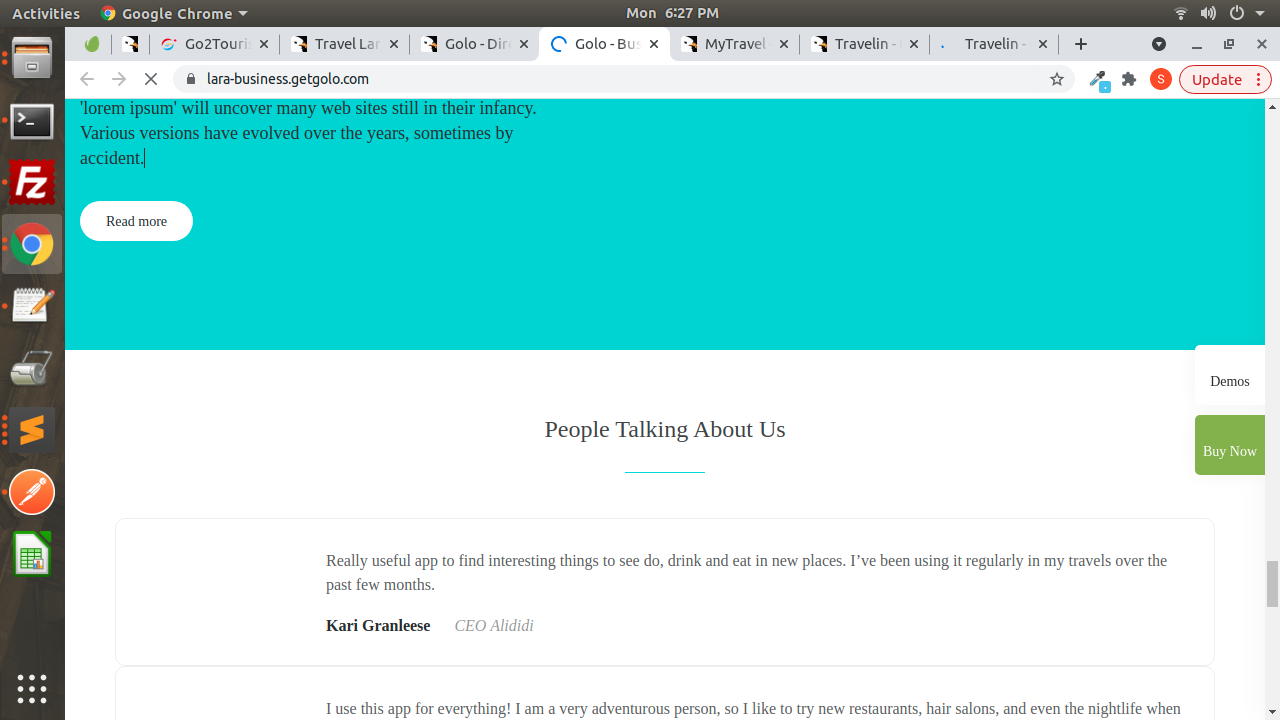 Activities
Google Chrome
Mon 6:27 PM
Go2Touris
Travel Lar
Golo - Dire
Golo - Bus
MyTravel
Travelin -
Travelin -
lara-business.getgolo.com
S
Update
'lorem ipsum' will uncover many web sites still in their infancy.
Various versions have evolved over the years, sometimes by
accident.
Read more
Demos
Buy Now
People Talking About Us
Really useful app to find interesting things to see do, drink and eat in new places. I’ve been using it regularly in my travels over the
past few months.
Kari Granleese
CEO Alididi
I use this app for everything! I am a very adventurous person, so I like to try new restaurants, hair salons, and even the nightlife when